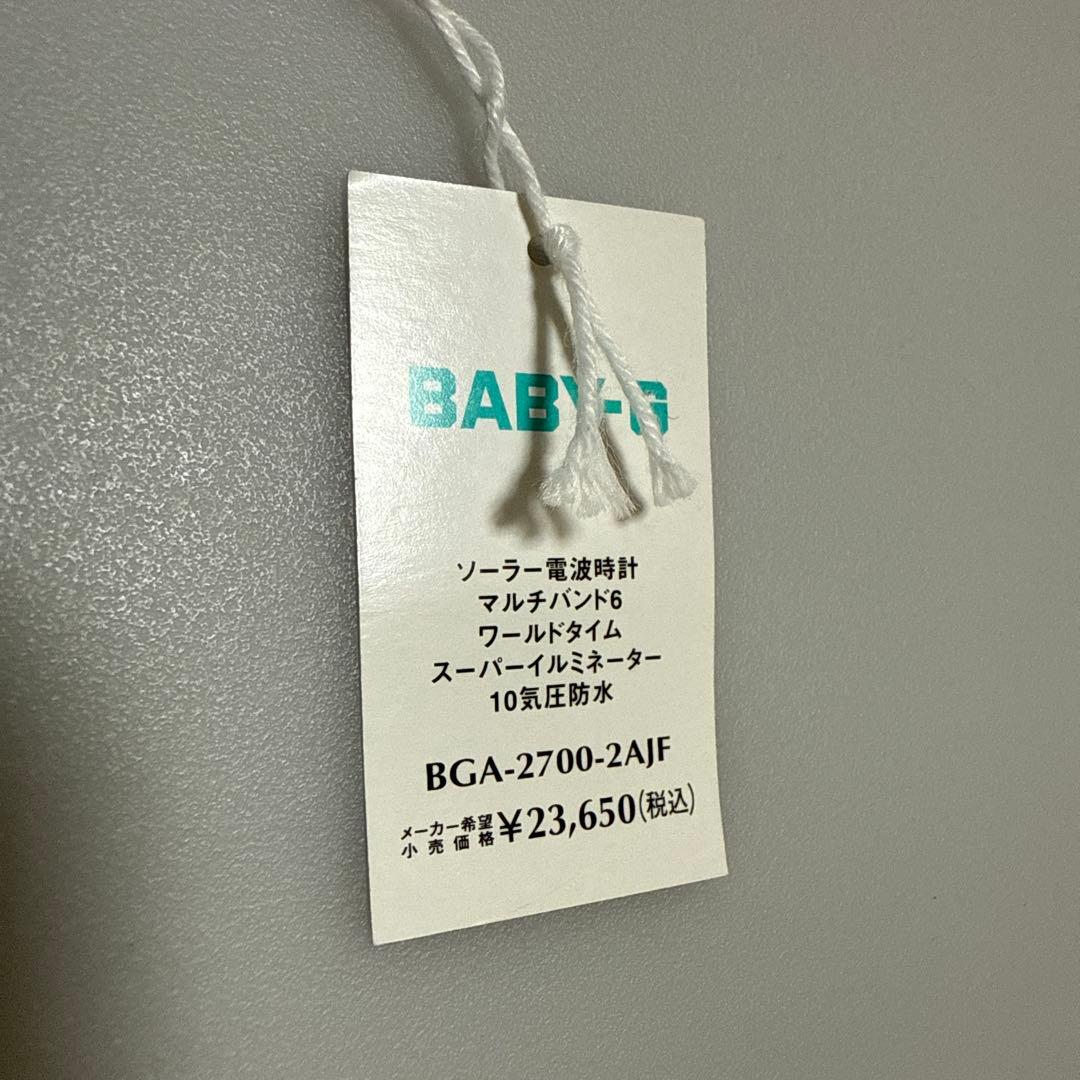 BABY-G
ソーラー電波時計
マルチバンド6
ワールドタイム
スーパーイルミネーター
10気圧防水
BGA-2700-2AJF
メーカー希望
小売価格 ¥23,650(税込)